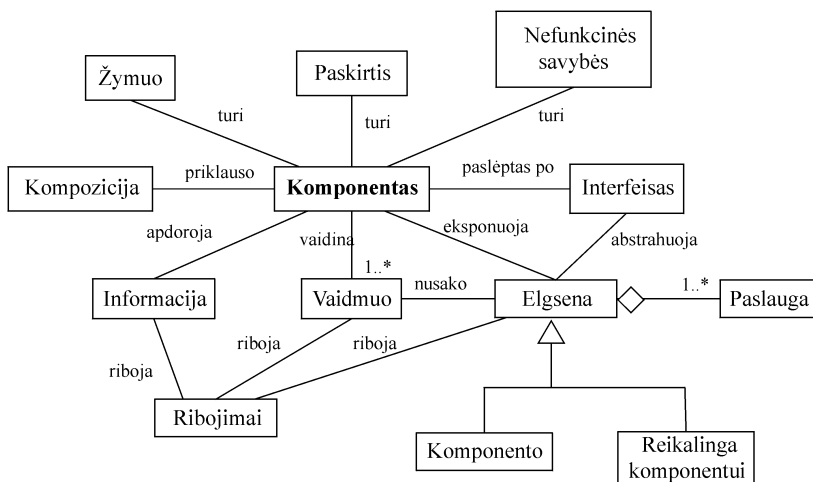 Nefunkcinės
savybės
Žymuo
Paskirtis
turi
turi
turi
Kompozicija
priklauso
Komponentas
paslėptas po
Interfeisas
apdoroja
vaidina
eksponuoja
abstrahuoja
1..*
Informacija
Vaidmuo
nusako
Elgsena
1..*
Paslauga
riboja
riboja
riboja
Ribojimai
Komponento
Reikalinga
komponentui